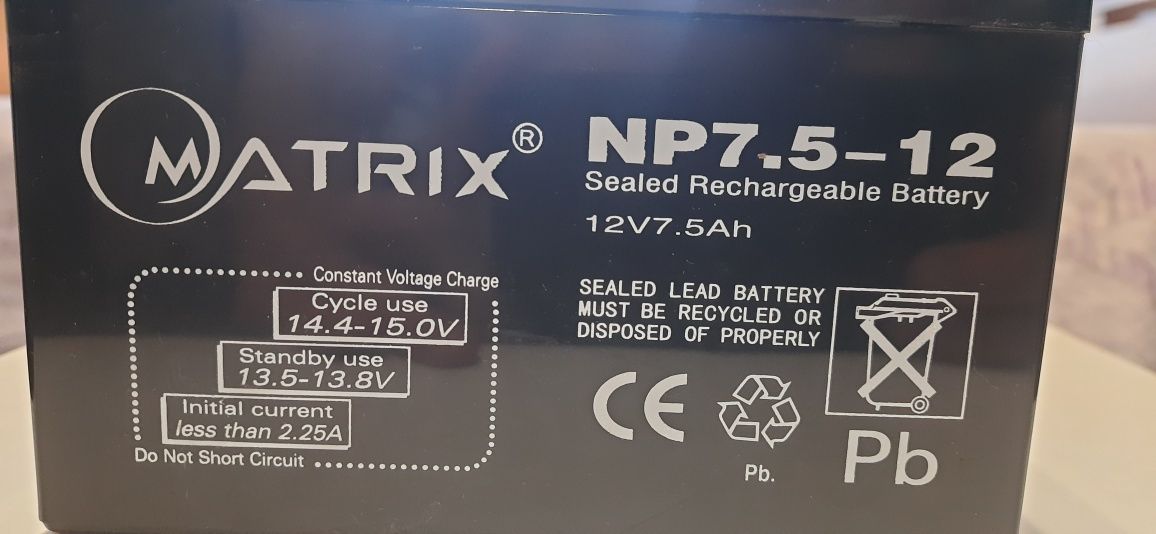 MATRIX®
NP7.5-12
Sealed Rechargeable Battery
12V7.5Ah
Constant Voltage Charge
Cycle use
14.4-15.0V
Standby use
13.5-13.8V
Initial current
less than 2.25A
Do Not Short Circuit
SEALED LEAD BATTERY
MUST BE RECYCLED OR
DISPOSED OF PROPERLY
CE
Pb.
Pb